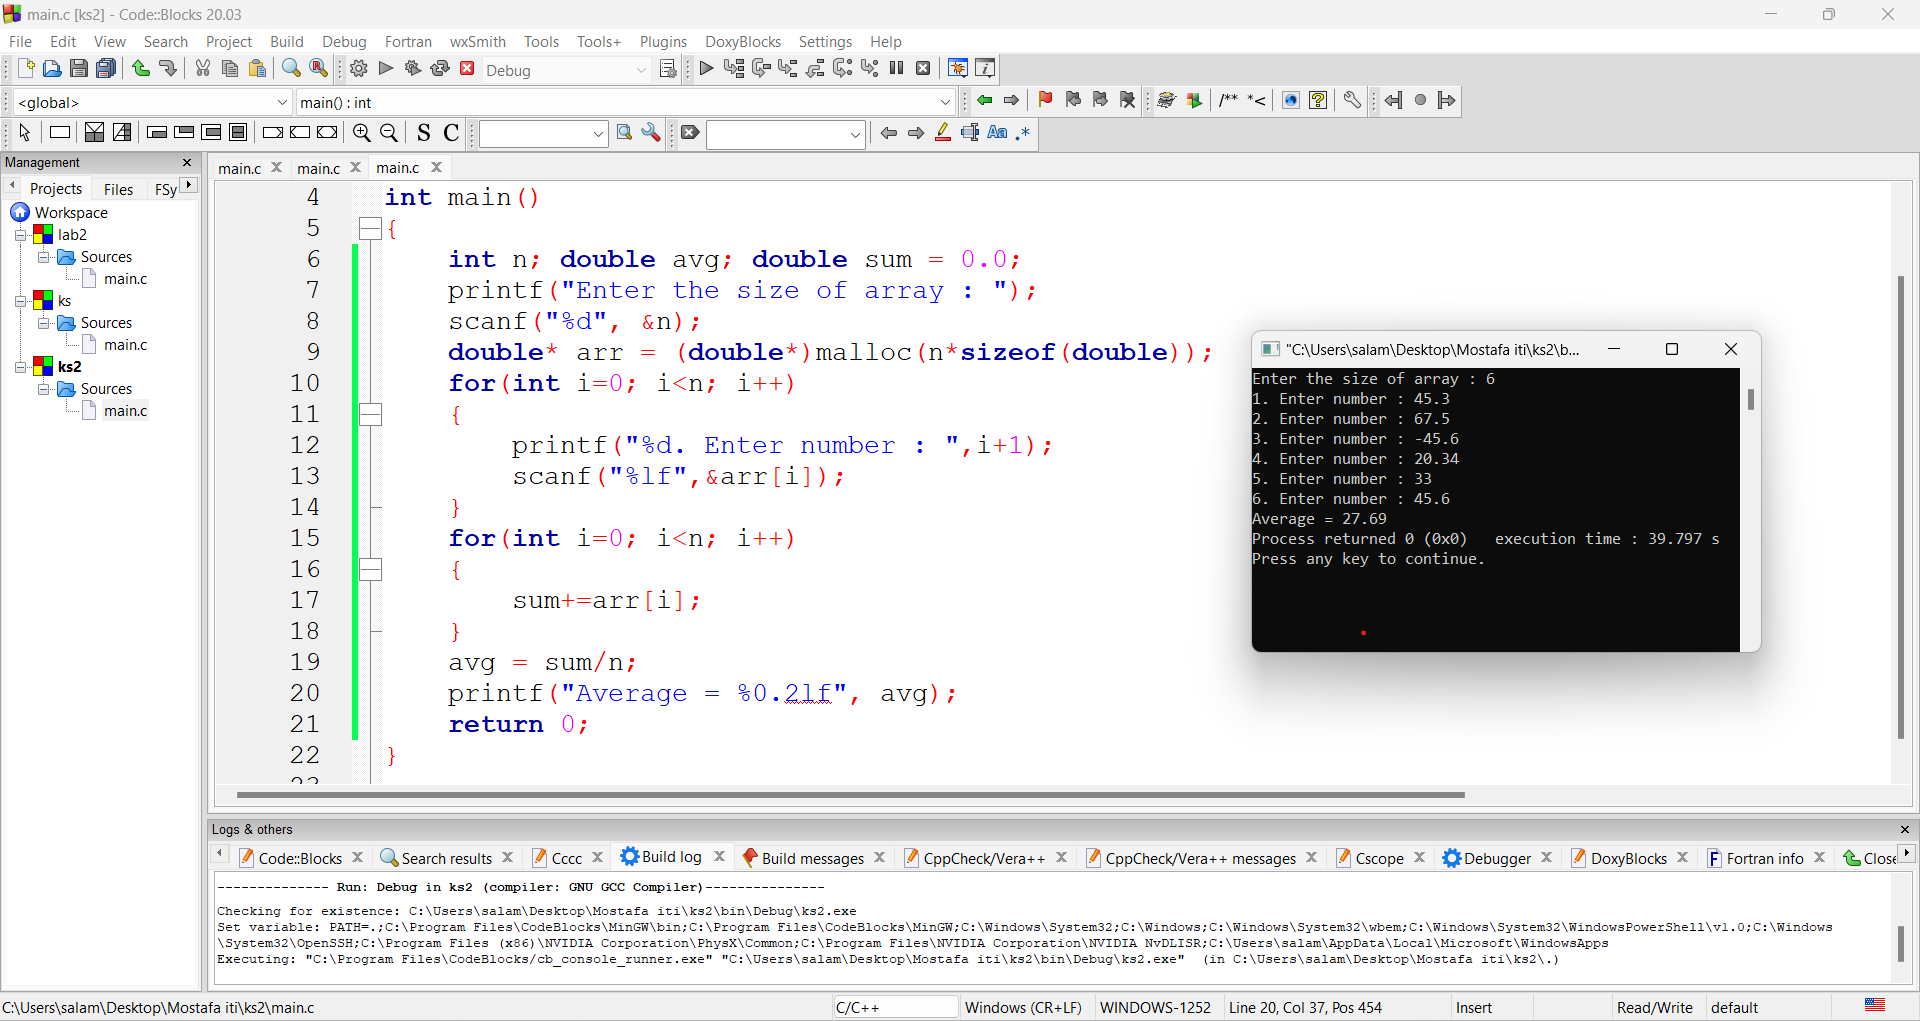 main.c [ks2] - Code::Blocks 20.03
File Edit View Search Project Build Debug Fortran wxSmith Tools Tools+ Plugins DoxyBlocks Settings Help
Debug
<global> main() : int
/** *<
S C
Aa .*
Management
Projects Files FSy
Workspace
lab2
Sources
main.c
ks
Sources
main.c
ks2
Sources
main.c
main.c main.c main.c
4 int main()
5 {
6 int n; double avg; double sum = 0.0;
7 printf("Enter the size of array : ");
8 scanf("%d", &n);
9 double* arr = (double*)malloc(n*sizeof(double));
10 for(int i=0; i<n; i++)
11 {
12 printf("%d. Enter number : ",i+1);
13 scanf("%lf",&arr[i]);
14 }
15 for(int i=0; i<n; i++)
16 {
17 sum+=arr[i];
18 }
19 avg = sum/n;
20 printf("Average = %0.2lf", avg);
21 return 0;
22 }
23
"C:\Users\salam\Desktop\Mostafa iti\ks2\b...
Enter the size of array : 6
1. Enter number : 45.3
2. Enter number : 67.5
3. Enter number : -45.6
4. Enter number : 20.34
5. Enter number : 33
6. Enter number : 45.6
Average = 27.69
Process returned 0 (0x0) execution time : 39.797 s
Press any key to continue.
Logs & others
Code::Blocks Search results Cccc Build log Build messages CppCheck/Vera++ CppCheck/Vera++ messages Cscope Debugger DoxyBlocks Fortran info Close
-------------- Run: Debug in ks2 (compiler: GNU GCC Compiler)---------------
Checking for existence: C:\Users\salam\Desktop\Mostafa iti\ks2\bin\Debug\ks2.exe
Set variable: PATH=.;C:\Program Files\CodeBlocks\MinGW\bin;C:\Program Files\CodeBlocks\MinGW;C:\Windows\System32;C:\Windows;C:\Windows\System32\wbem;C:\Windows\System32\WindowsPowerShell\v1.0;C:\Windows
\System32\OpenSSH;C:\Program Files (x86)\NVIDIA Corporation\PhysX\Common;C:\Program Files\NVIDIA Corporation\NVIDIA NvDLISR;C:\Users\salam\AppData\Local\Microsoft\WindowsApps
Executing: "C:\Program Files\CodeBlocks/cb_console_runner.exe" "C:\Users\salam\Desktop\Mostafa iti\ks2\bin\Debug\ks2.exe" (in C:\Users\salam\Desktop\Mostafa iti\ks2\.)
C:\Users\salam\Desktop\Mostafa iti\ks2\main.c C/C++ Windows (CR+LF) WINDOWS-1252 Line 20, Col 37, Pos 454 Insert Read/Write default